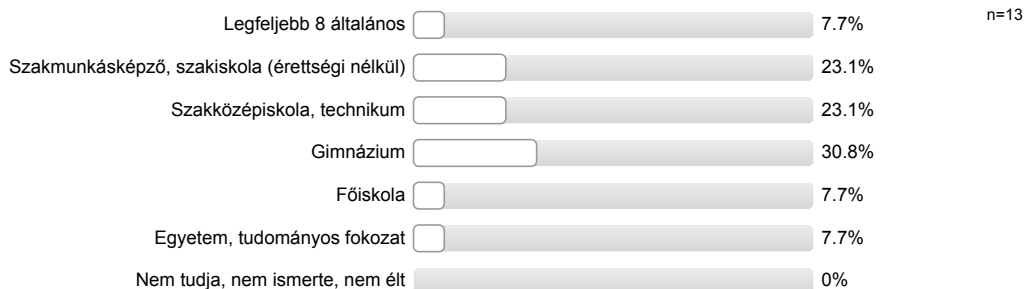 Legfeljebb 8 általános 7.7% n=13
Szakmunkásképző, szakiskola (érettségi nélkül) 23.1%
Szakközépiskola, technikum 23.1%
Gimnázium 30.8%
Főiskola 7.7%
Egyetem, tudományos fokozat 7.7%
Nem tudja, nem ismerte, nem élt 0%